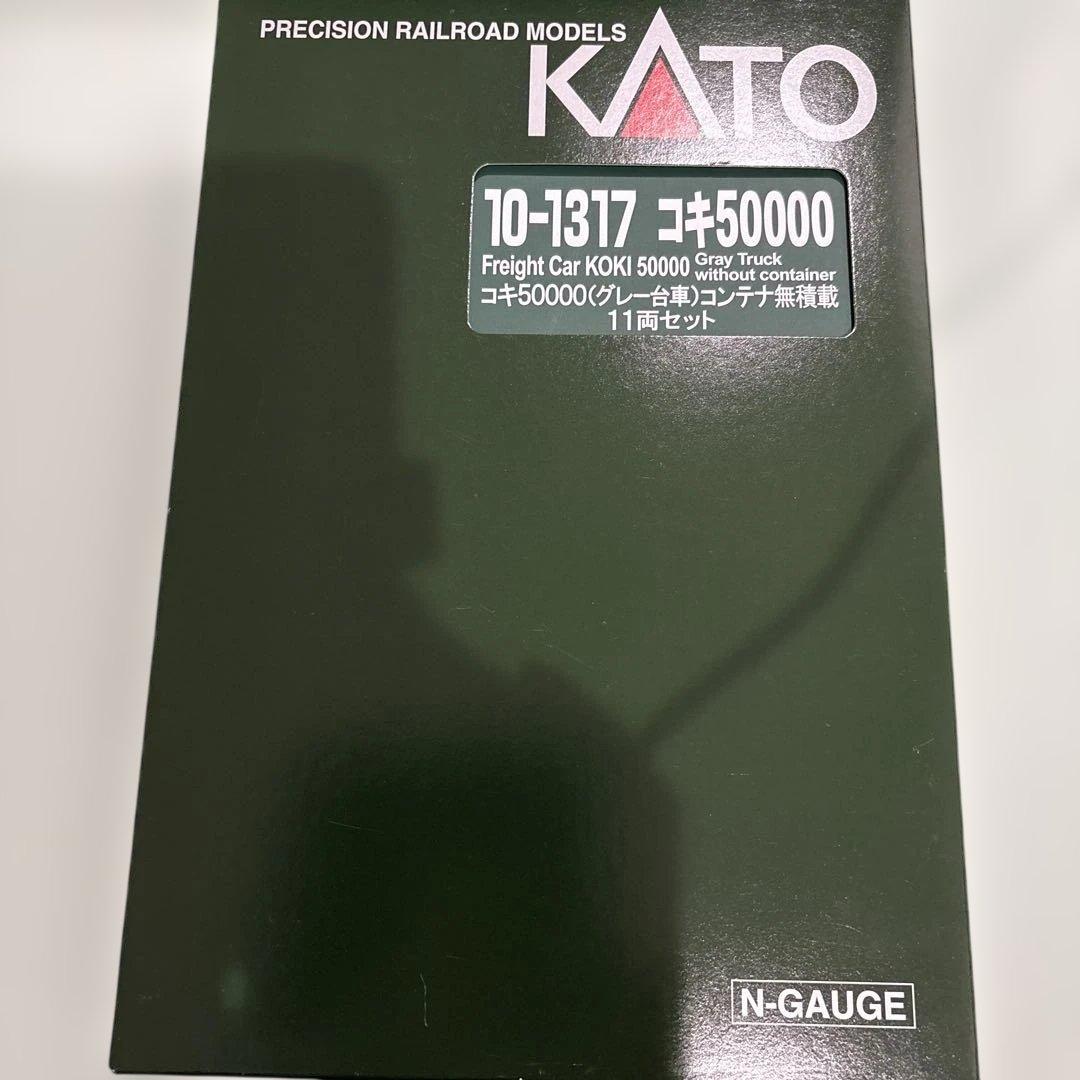 PRECISION RAILROAD MODELS
KATO
10-1317 コキ50000
Freight Car KOKI 50000 Gray Truck without container
コキ50000(グレー台車)コンテナ無積載
11両セット
N-GAUGE